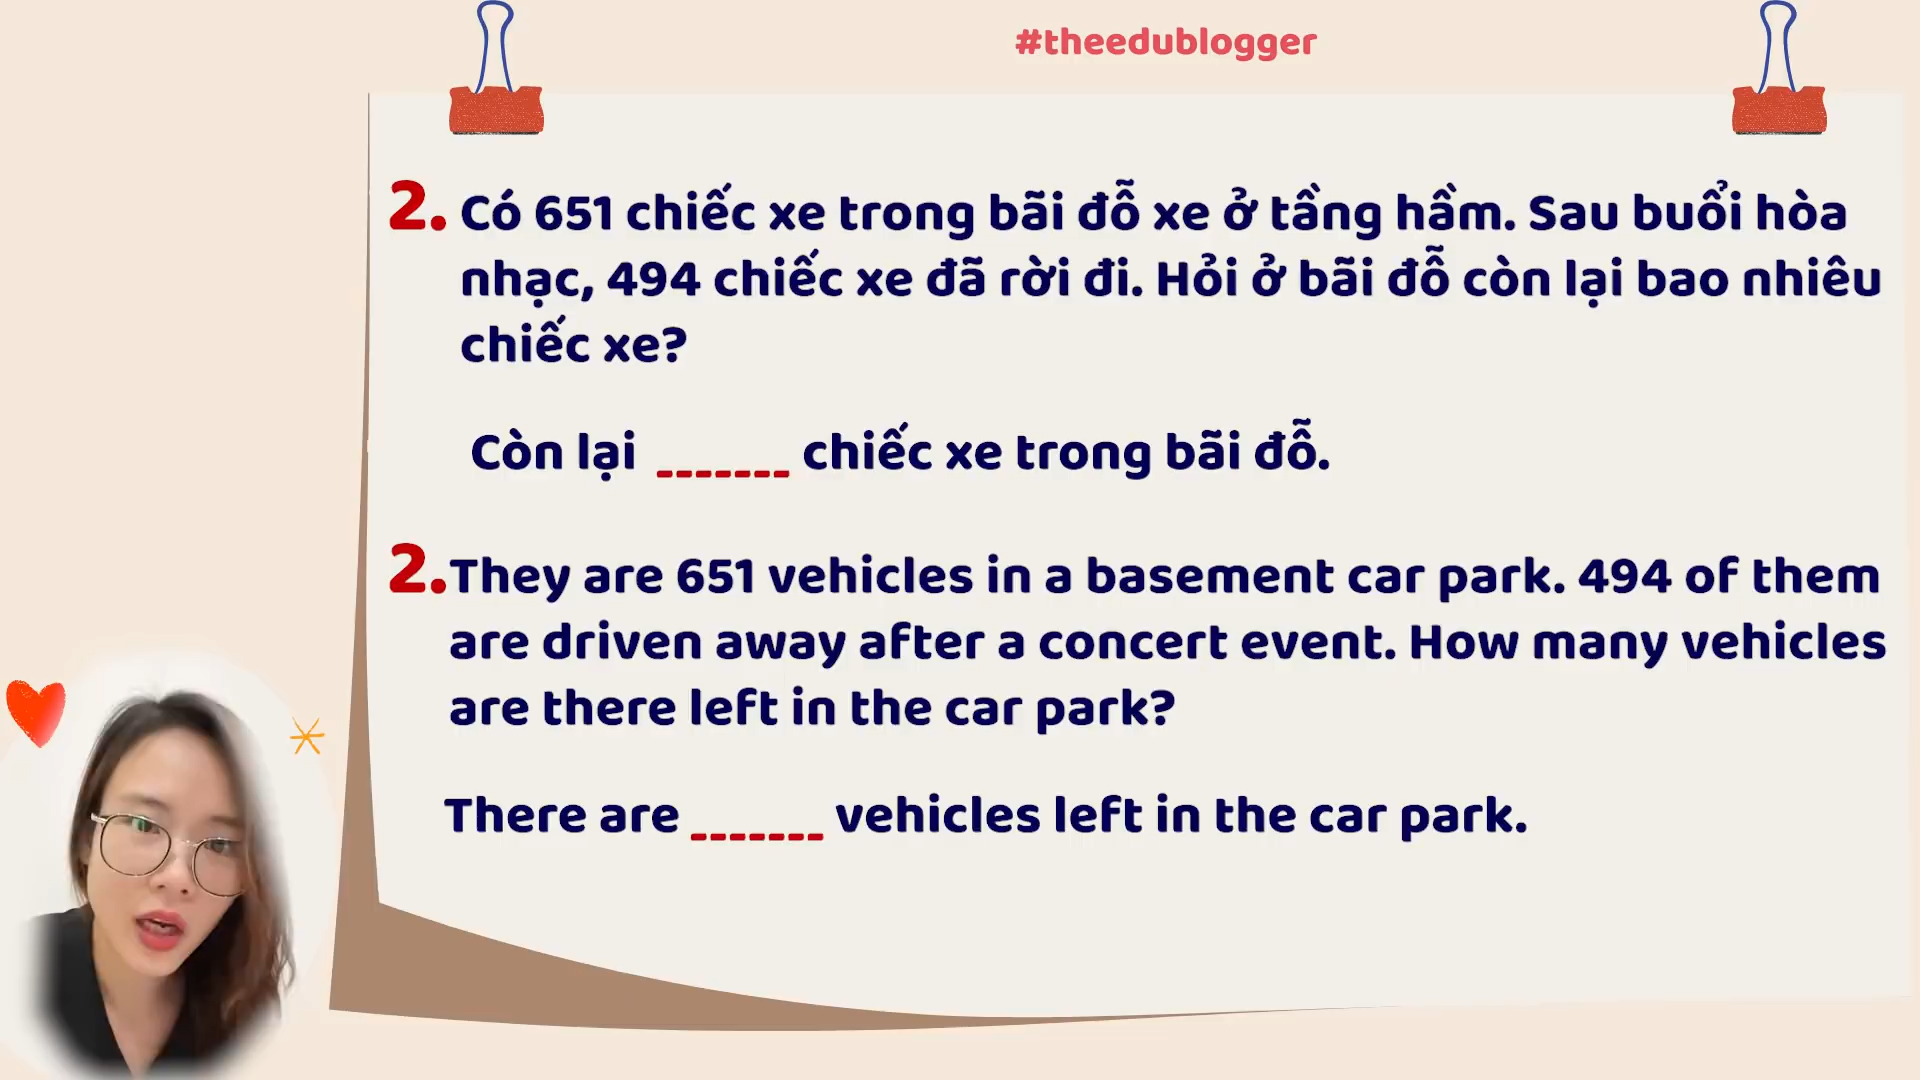 #theedublogger
2. Có 651 chiếc xe trong bãi đỗ xe ở tầng hầm. Sau buổi hòa
nhạc, 494 chiếc xe đã rời đi. Hỏi ở bãi đỗ còn lại bao nhiêu
chiếc xe?
Còn lại _______ chiếc xe trong bãi đỗ.
2. They are 651 vehicles in a basement car park. 494 of them
are driven away after a concert event. How many vehicles
are there left in the car park?
There are _______ vehicles left in the car park.